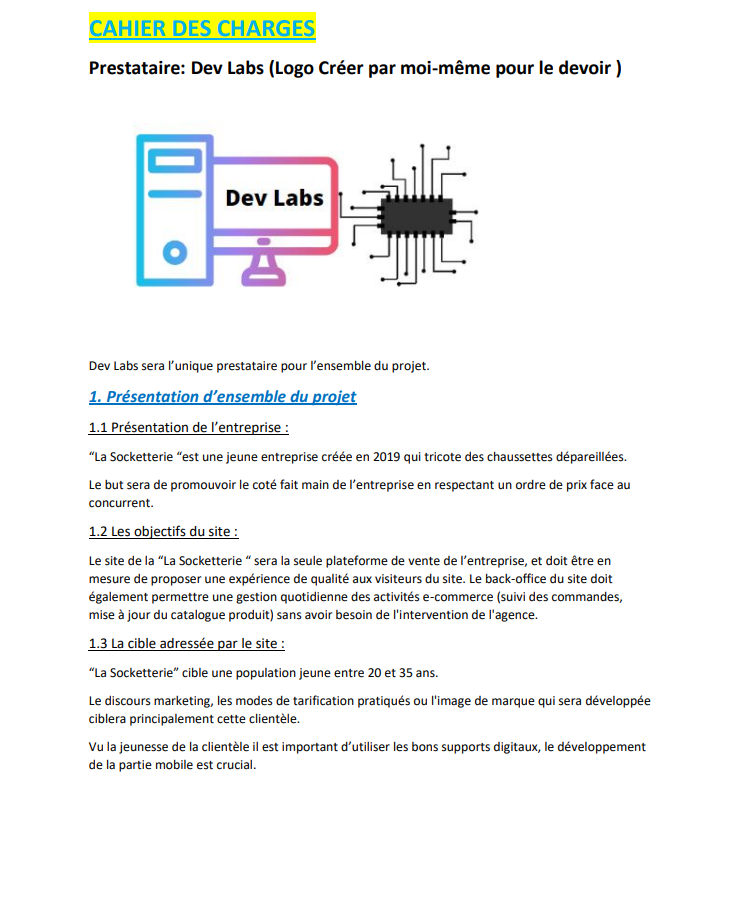 CAHIER DES CHARGES
Prestataire: Dev Labs (Logo Créer par moi-même pour le devoir )
Dev Labs
Dev Labs sera l’unique prestataire pour l’ensemble du projet.
1. Présentation d’ensemble du projet
1.1 Présentation de l’entreprise :
“La Socketterie “est une jeune entreprise créée en 2019 qui tricote des chaussettes dépareillées.
Le but sera de promouvoir le coté fait main de l’entreprise en respectant un ordre de prix face au
concurrent.
1.2 Les objectifs du site :
Le site de la “La Socketterie “ sera la seule plateforme de vente de l’entreprise, et doit être en
mesure de proposer une expérience de qualité aux visiteurs du site. Le back-office du site doit
également permettre une gestion quotidienne des activités e-commerce (suivi des commandes,
mise à jour du catalogue produit) sans avoir besoin de l'intervention de l'agence.
1.3 La cible adressée par le site :
“La Socketterie” cible une population jeune entre 20 et 35 ans.
Le discours marketing, les modes de tarification pratiqués ou l'image de marque qui sera développée
ciblera principalement cette clientèle.
Vu la jeunesse de la clientèle il est important d’utiliser les bons supports digitaux, le développement
de la partie mobile est crucial.